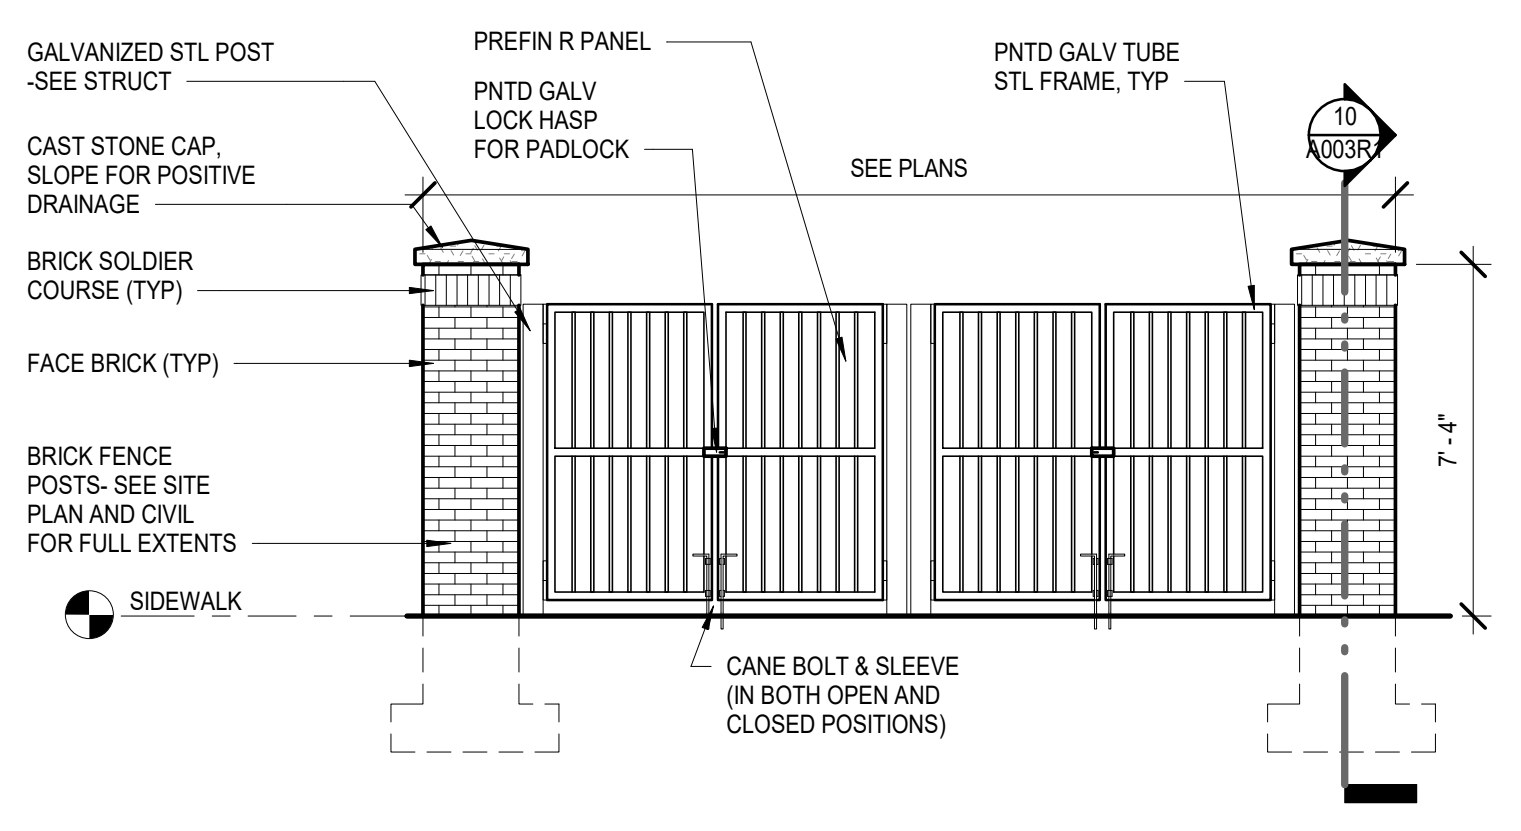 GALVANIZED STL POST
-SEE STRUCT
CAST STONE CAP,
SLOPE FOR POSITIVE
DRAINAGE
BRICK SOLDIER
COURSE (TYP)
FACE BRICK (TYP)
BRICK FENCE
POSTS- SEE SITE
PLAN AND CIVIL
FOR FULL EXTENTS
SIDEWALK
PREFIN R PANEL
PNTD GALV
LOCK HASP
FOR PADLOCK
SEE PLANS
PNTD GALV TUBE
STL FRAME, TYP
10
A003R1
7' - 4"
CANE BOLT & SLEEVE
(IN BOTH OPEN AND
CLOSED POSITIONS)